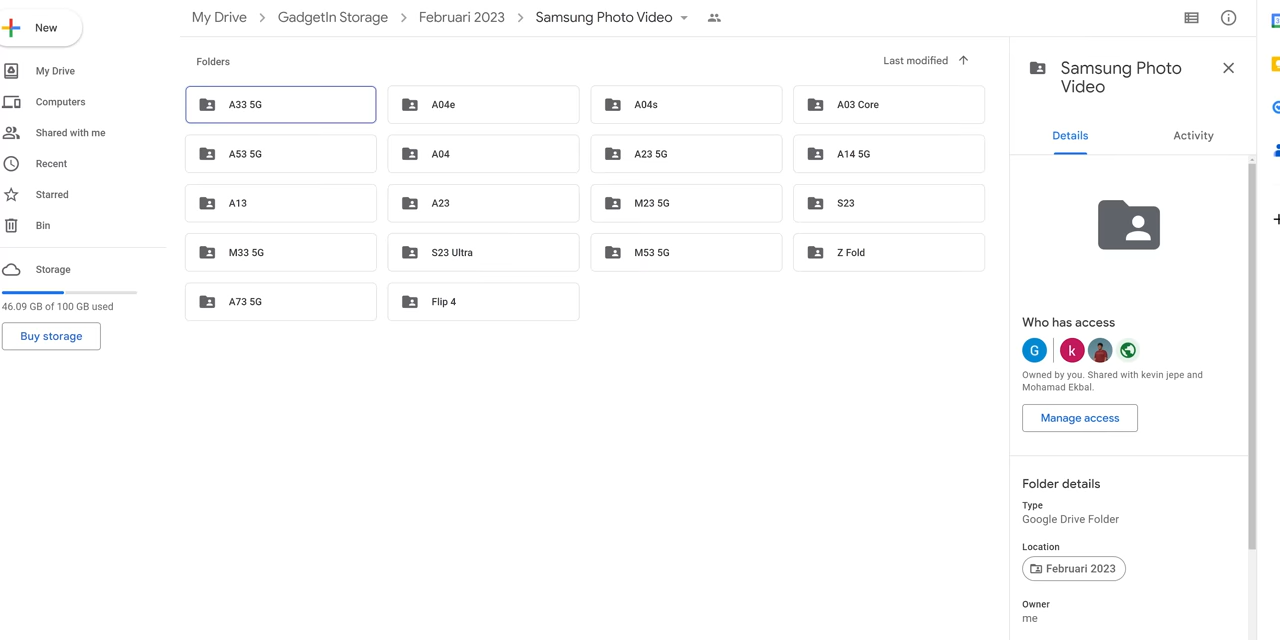 New
My Drive
Computers
Shared with me
Recent
Starred
Bin
Storage
46.09 GB of 100 GB used
Buy storage
My Drive > GadgetIn Storage > Februari 2023 > Samsung Photo Video
Folders
Last modified
A33 5G
A04e
A04s
A03 Core
A53 5G
A04
A23 5G
A14 5G
A13
A23
M23 5G
S23
M33 5G
S23 Ultra
M53 5G
Z Fold
A73 5G
Flip 4
Samsung Photo
Video
Details
Activity
Who has access
G
k
Owned by you. Shared with kevin jepe and
Mohamad Ekbal.
Manage access
Folder details
Type
Google Drive Folder
Location
Februari 2023
Owner
me